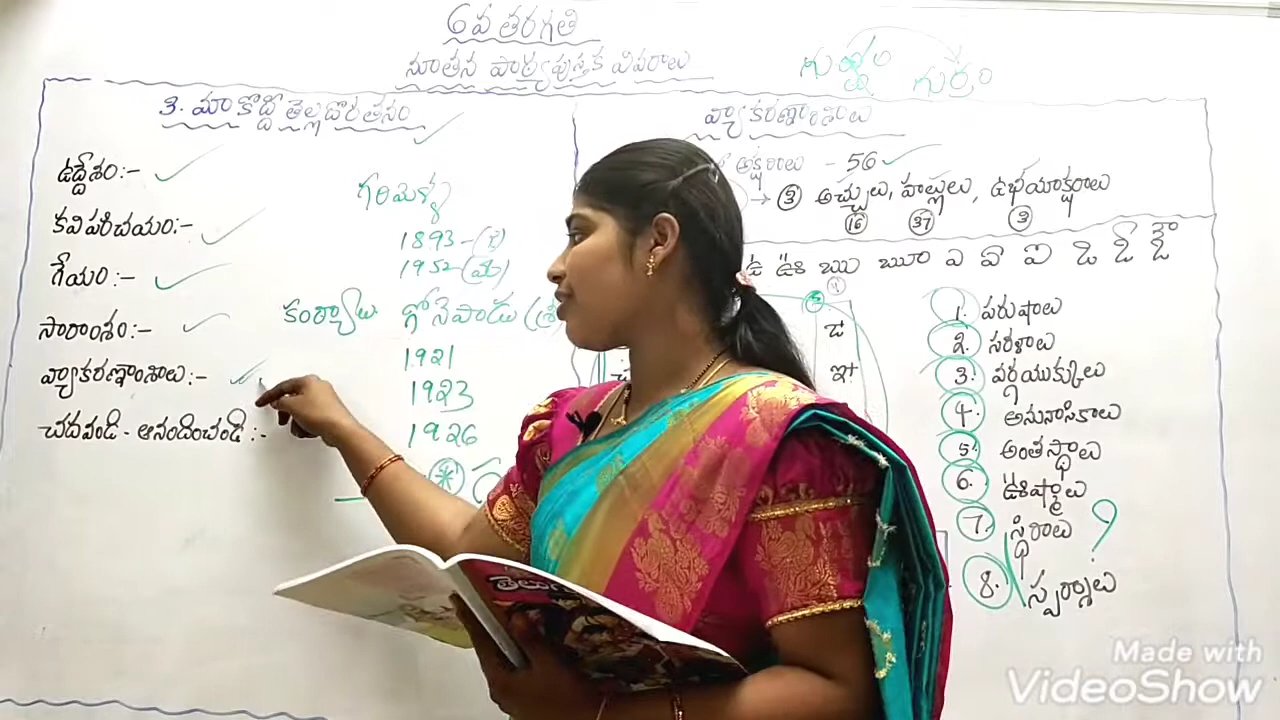 6వ తరగతి
నూతన పాఠ్యపుస్తక వివరాలు
గుఱ్ఱం గుర్రం
3. మాకొద్దీ తెల్లదొరతనం
ఉద్దేశం:-
కవిపరిచయం:-
గేయం:-
సారాంశం:-
వ్యాకరణాంశాలు:-
చదవండి - ఆనందించండి:-
గరిమెళ్ళ
1893-
1952-
1921
1923
1926
వ్యాకరణాంశాలు
అక్షరాలు - 56
→ 3 అచ్చులు, హల్లులు, ఉభయాక్షరాలు
16 37 3
ఉ ఊ ఋ ౠ ఎ ఏ ఐ ఒ ఓ ఔ
1. పరుషాలు
2. సరళాలు
3. వర్గయుక్కులు
4. అనునాసికాలు
5. అంతస్థాలు
6. ఊష్మాలు
7. స్థిరాలు ?
8. స్పర్శాలు
తెలుగు
Made with
VideoShow